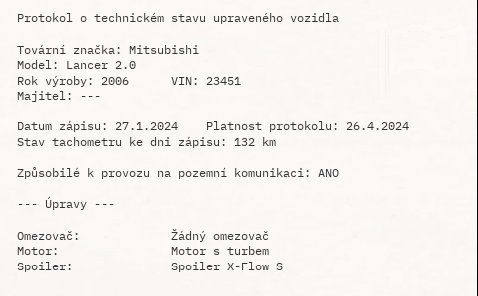 Protokol o technickém stavu upraveného vozidla
Tovární značka: Mitsubishi
Model: Lancer 2.0
Rok výroby: 2006 VIN: 23451
Majitel: ---
Datum zápisu: 27.1.2024 Platnost protokolu: 26.4.2024
Stav tachometru ke dni zápisu: 132 km
Způsobilé k provozu na pozemní komunikaci: ANO
--- Úpravy ---
Omezovač: Žádný omezovač
Motor: Motor s turbem
Spoiler: Spoiler X-Flow S